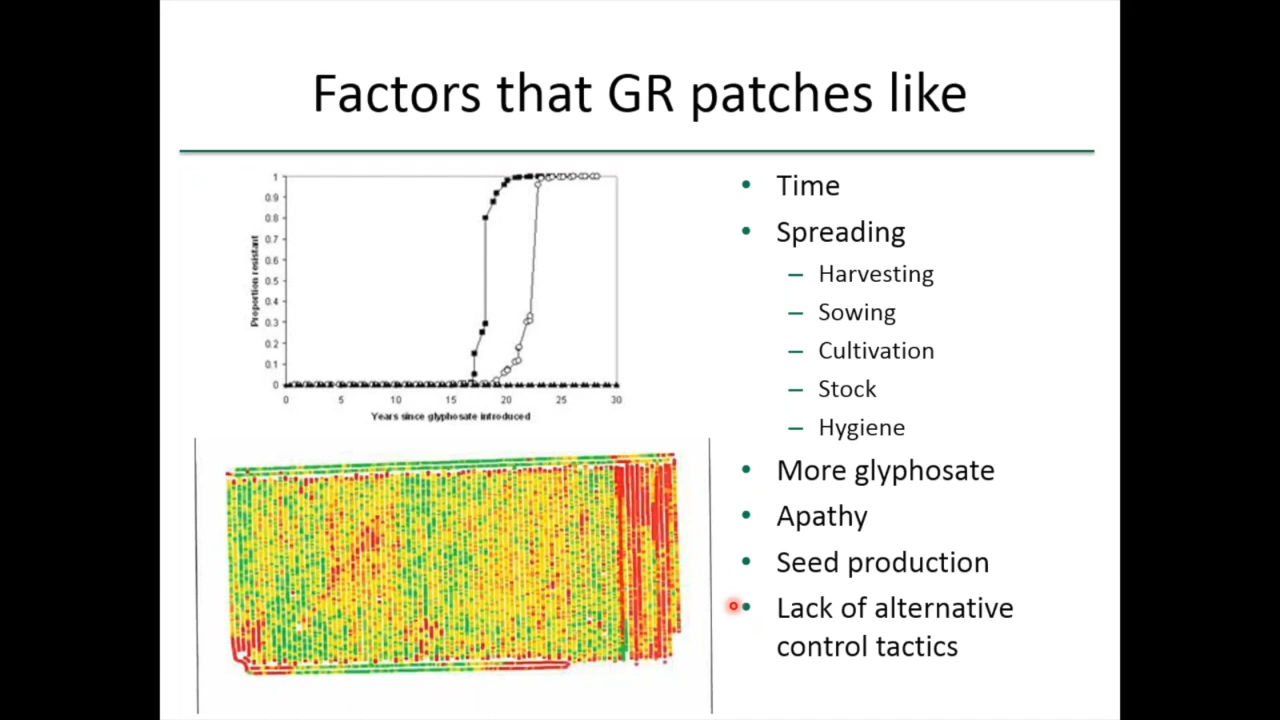 Factors that GR patches like
1
0.9
0.8
0.7
0.6
0.5
0.4
0.3
0.2
0.1
0
Proportion resistant
0 5 10 15 20 25 30
Years since glyphosate introduced
• Time
• Spreading
– Harvesting
– Sowing
– Cultivation
– Stock
– Hygiene
• More glyphosate
• Apathy
• Seed production
• Lack of alternative
control tactics